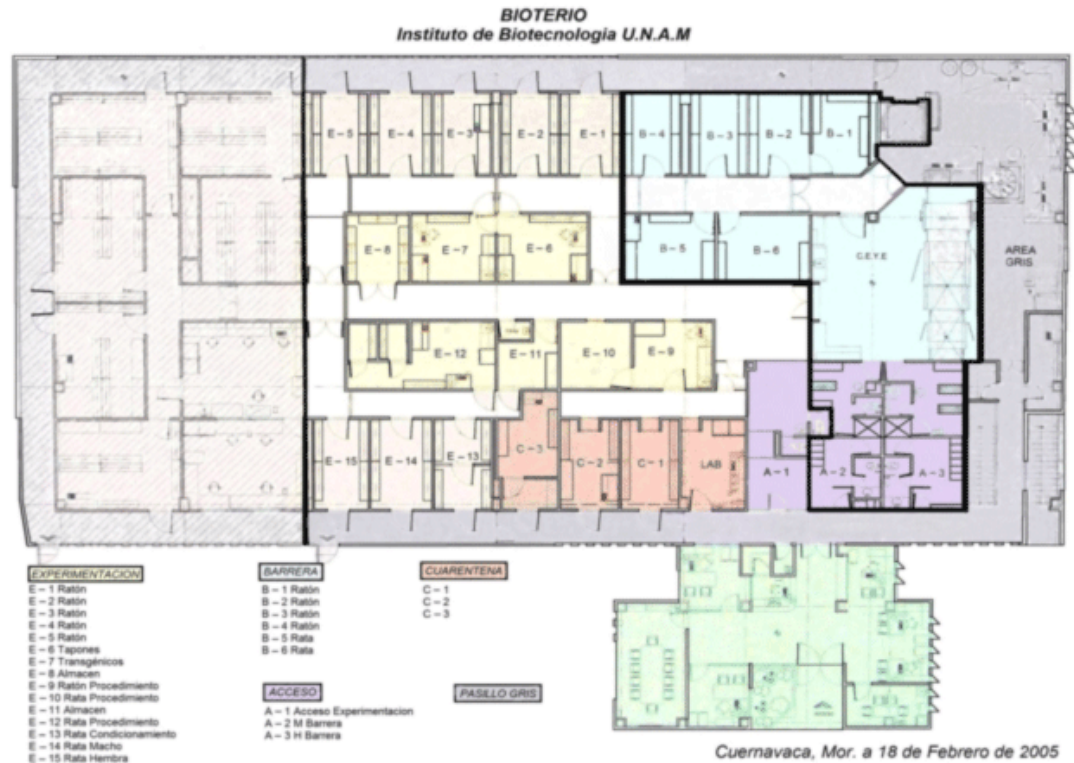 BIOTERIO
Instituto de Biotecnologia U.N.A.M
E – 5
E – 4
E – 3
E – 2
E – 1
B – 4
B – 3
B – 2
B – 1
E – 8
E – 7
E – 6
B – 5
B – 6
C.E.Y.E
AREA
GRIS
E – 12
E – 11
E – 10
E – 9
E – 15
E – 14
E – 13
C – 3
C – 2
C – 1
LAB
A – 1
A – 2
A – 3
EXPERIMENTACION
E – 1 Ratón
E – 2 Ratón
E – 3 Ratón
E – 4 Ratón
E – 5 Ratón
E – 6 Tapones
E – 7 Transgénicos
E – 8 Almacen
E – 9 Ratón Procedimiento
E – 10 Rata Procedimiento
E – 11 Almacen
E – 12 Rata Procedimiento
E – 13 Rata Condicionamiento
E – 14 Rata Macho
E – 15 Rata Hembra
BARRERA
B – 1 Ratón
B – 2 Ratón
B – 3 Ratón
B – 4 Ratón
B – 5 Rata
B – 6 Rata
ACCESO
A – 1 Acceso Experimentacion
A – 2 M Barrera
A – 3 H Barrera
CUARENTENA
C – 1
C – 2
C – 3
PASILLO GRIS
Cuernavaca, Mor. a 18 de Febrero de 2005